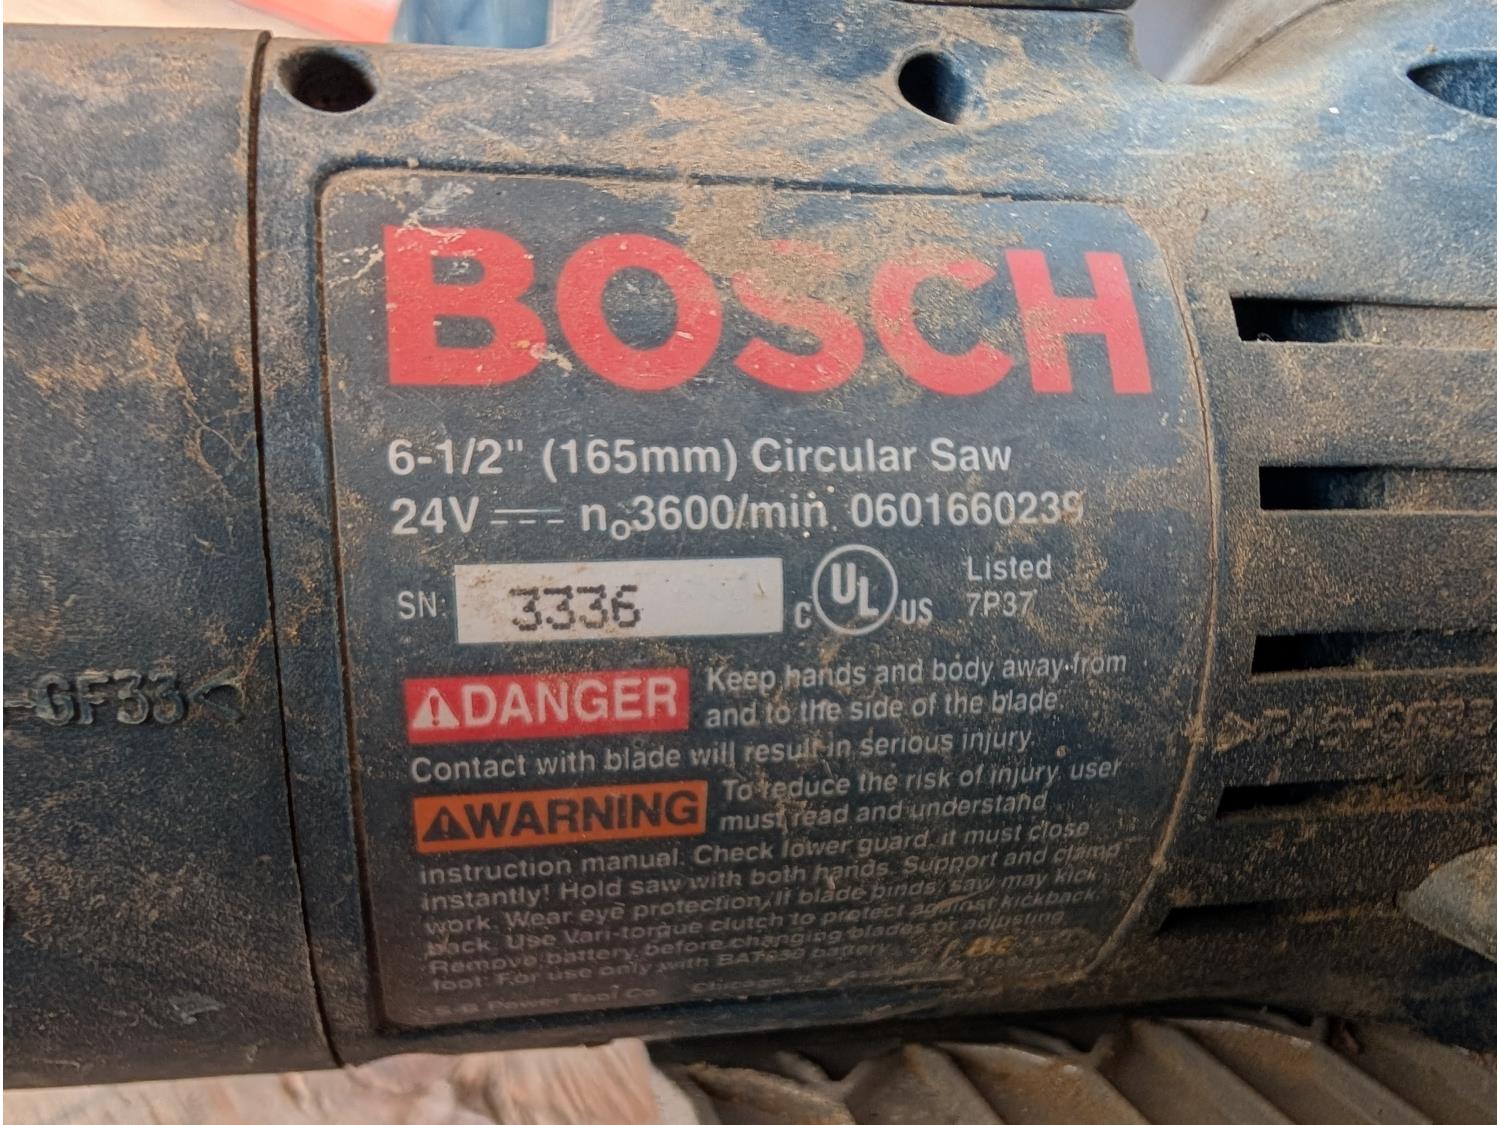 BOSCH
6-1/2" (165mm) Circular Saw
24V n₀3600/min 0601660239
SN: 3336 C UL US Listed
7P37
DANGER Keep hands and body away from
and to the side of the blade
Contact with blade will result in serious injury.
WARNING To reduce the risk of injury user
must read and understand
instruction manual. Check lower guard. it must close
instantly! Hold saw with both hands. Support and clamp
work. Wear eye protection. If blade binds, saw may kick
back. Use Vari-torque clutch to protect against kickback
Remove battery before changing blades or adjusting
tool. For use only with battery
Power Tool Co.
-GF33<